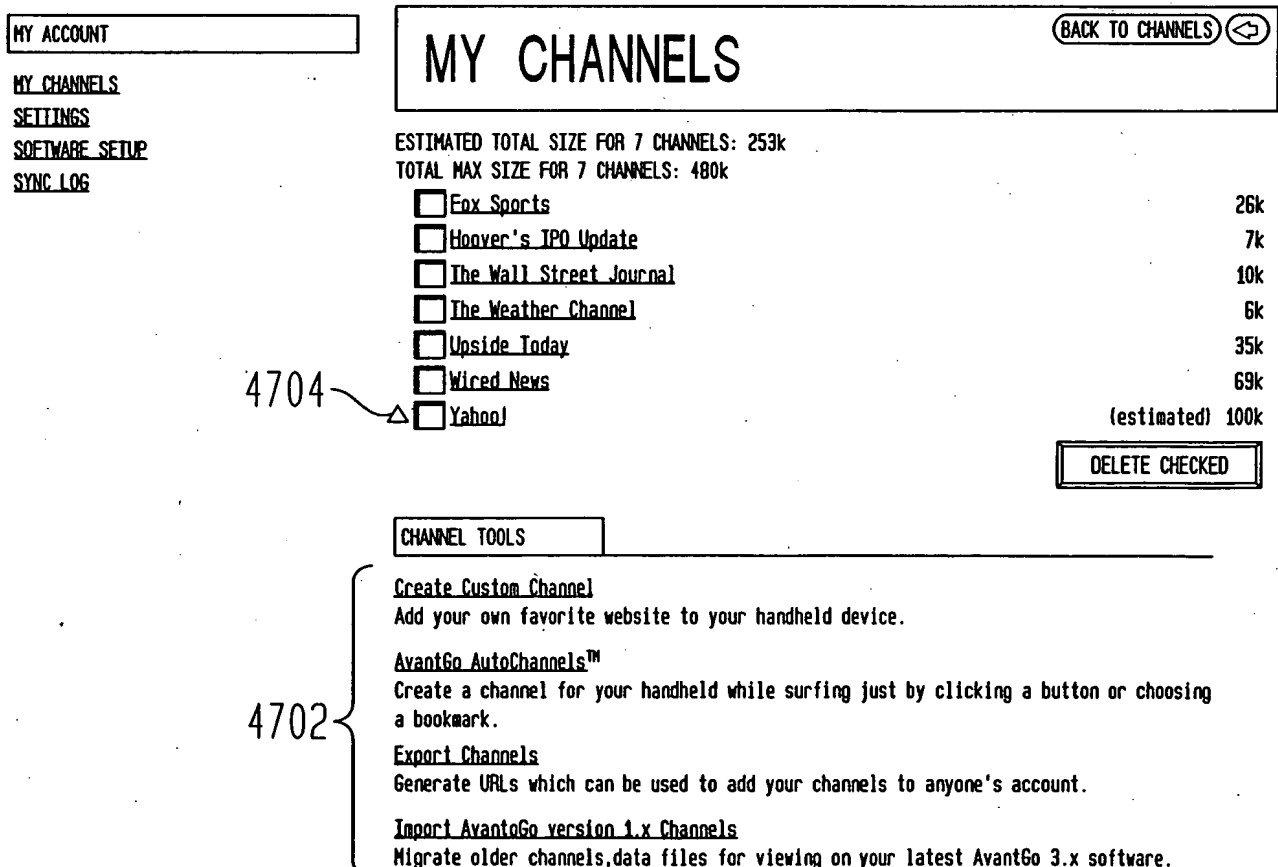 MY ACCOUNT
MY CHANNELS
SETTINGS
SOFTWARE SETUP
SYNC LOG
MY CHANNELS
BACK TO CHANNELS
ESTIMATED TOTAL SIZE FOR 7 CHANNELS: 253k
TOTAL MAX SIZE FOR 7 CHANNELS: 480k
Fox Sports 26k
Hoover's IPO Update 7k
The Wall Street Journal 10k
The Weather Channel 6k
Upside Today 35k
Wired News 69k
4704
Yahoo! (estimated) 100k
DELETE CHECKED
CHANNEL TOOLS
Create Custom Channel
Add your own favorite website to your handheld device.
AvantGo AutoChannels™
Create a channel for your handheld while surfing just by clicking a button or choosing
a bookmark.
4702
Export Channels
Generate URLs which can be used to add your channels to anyone's account.
Import AvantoGo version 1.x Channels
Migrate older channels,data files for viewing on your latest AvantGo 3.x software.